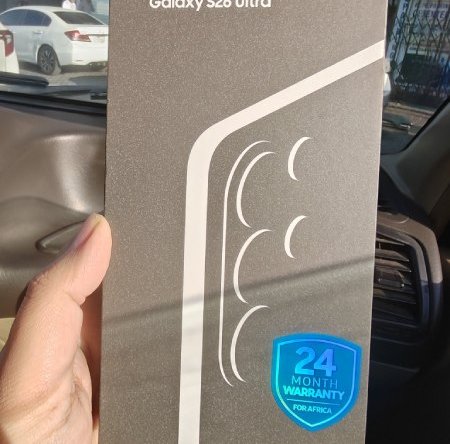 Galaxy S26 Ultra
24
MONTH
WARRANTY
FOR AFRICA